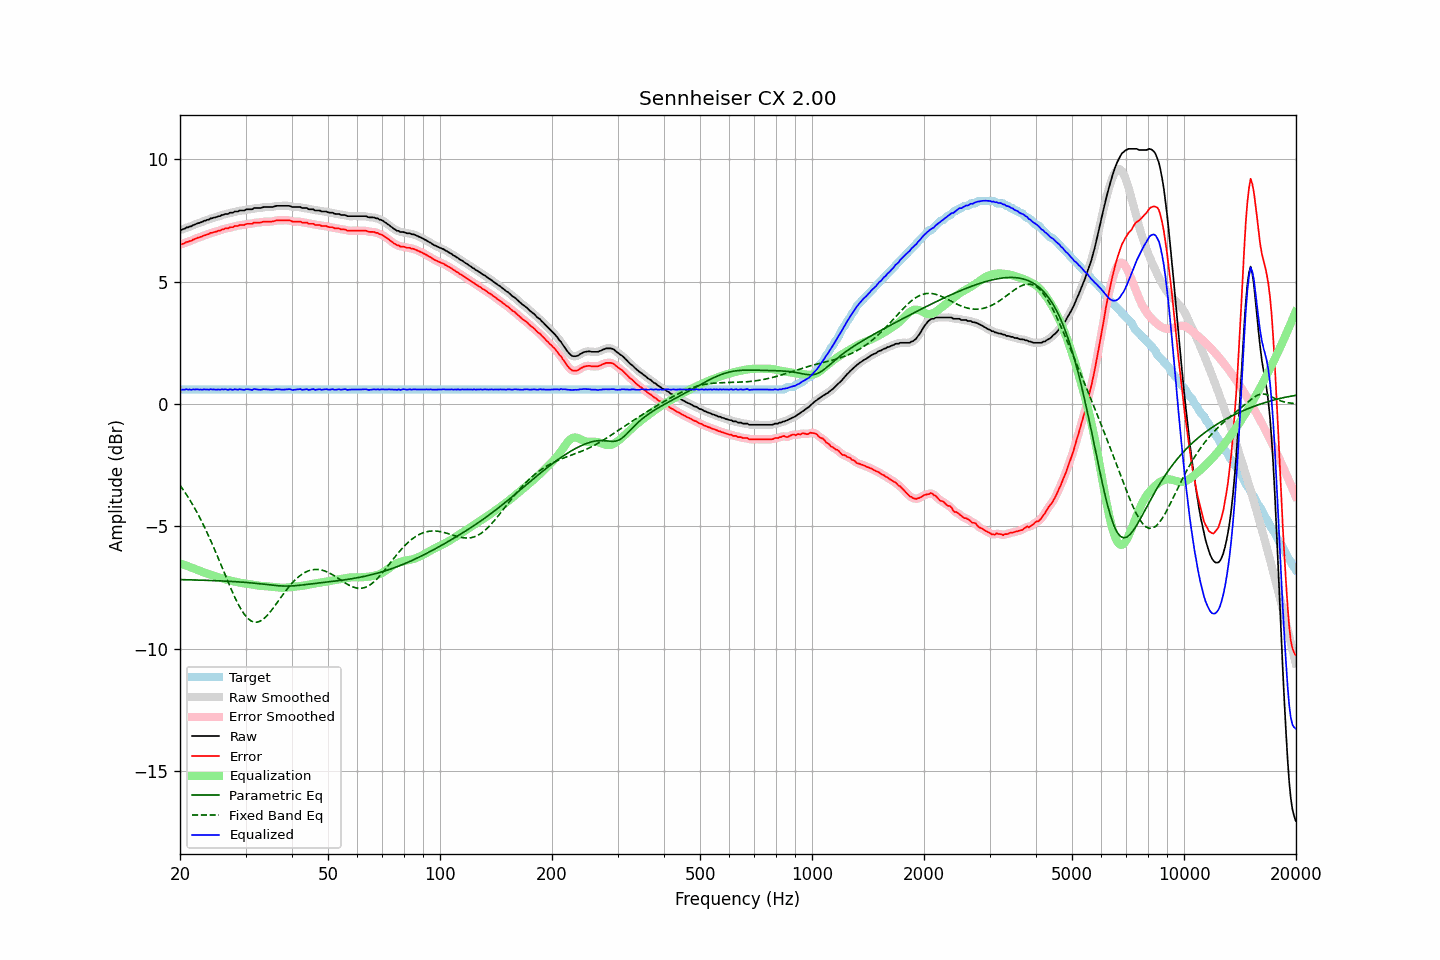 Sennheiser CX 2.00
Amplitude (dBr)
10
5
0
−5
−10
−15
Target
Raw Smoothed
Error Smoothed
Raw
Error
Equalization
Parametric Eq
Fixed Band Eq
Equalized
20
50
100
200
500
1000
2000
5000
10000
20000
Frequency (Hz)